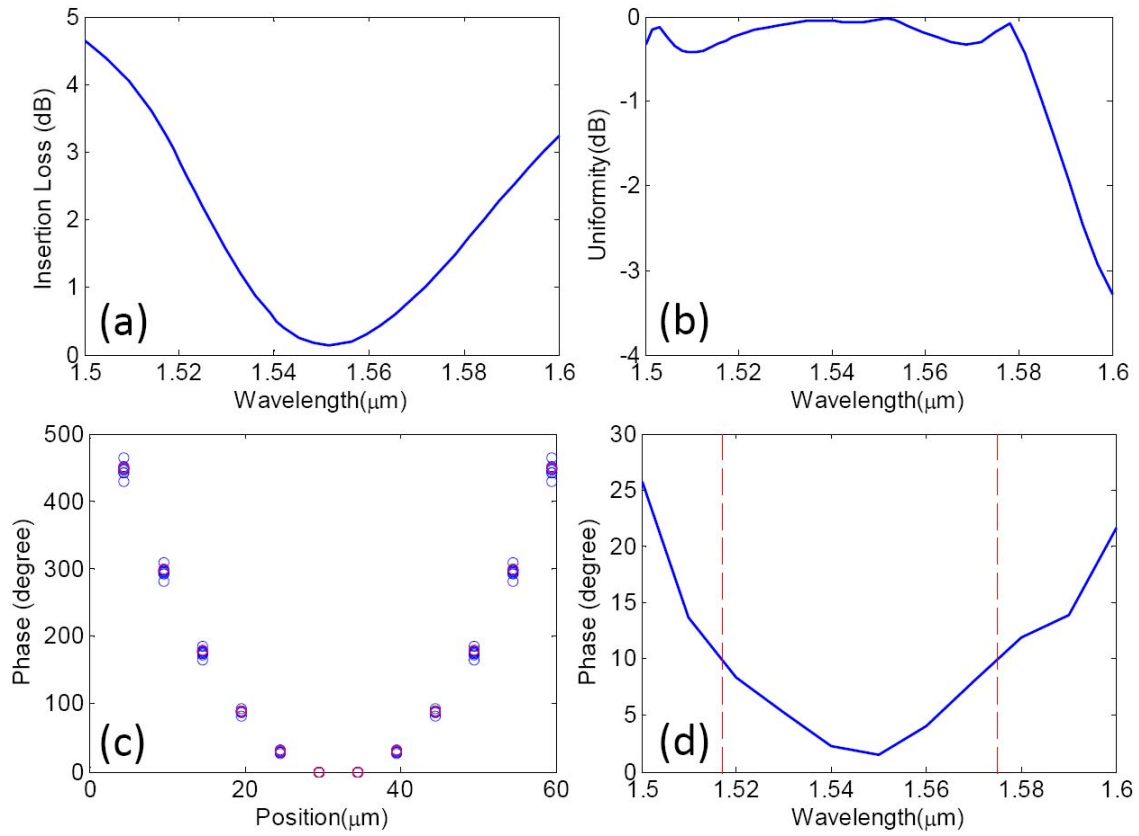 5
4
3
2
1
0
Insertion Loss (dB)
(a)
1.5 1.52 1.54 1.56 1.58 1.6
Wavelength(μm)
0
-1
-2
-3
-4
Uniformity(dB)
(b)
1.5 1.52 1.54 1.56 1.58 1.6
Wavelength(μm)
500
400
300
200
100
0
Phase (degree)
(c)
0 20 40 60
Position(μm)
30
25
20
15
10
5
0
Phase (degree)
(d)
1.5 1.52 1.54 1.56 1.58 1.6
Wavelength(μm)